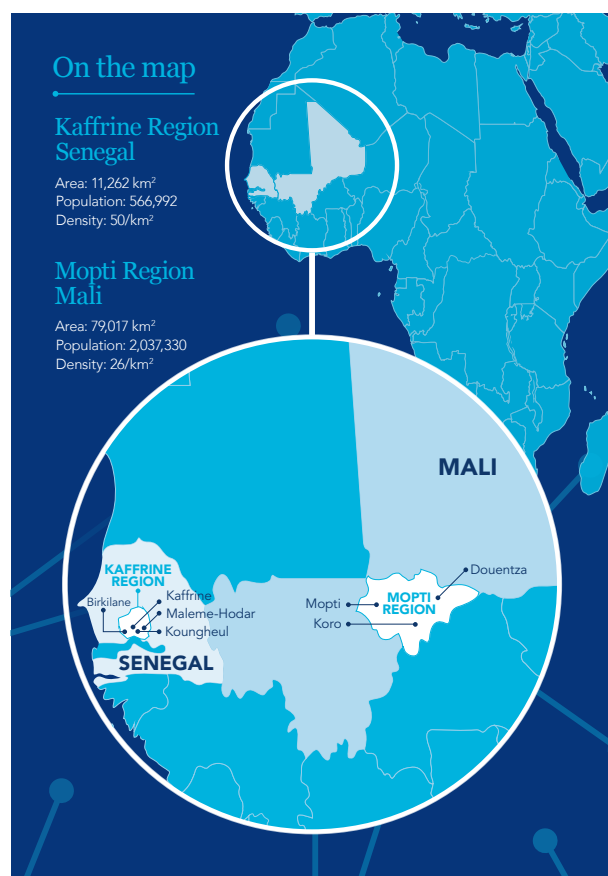 On the map
Kaffrine Region
Senegal
Area: 11,262 km²
Population: 566,992
Density: 50/km²
Mopti Region
Mali
Area: 79,017 km²
Population: 2,037,330
Density: 26/km²
MALI
KAFFRINE
REGION
Birkilane
Kaffrine
Maleme-Hodar
Koungheul
SENEGAL
Douentza
Mopti
MOPTI
REGION
Koro